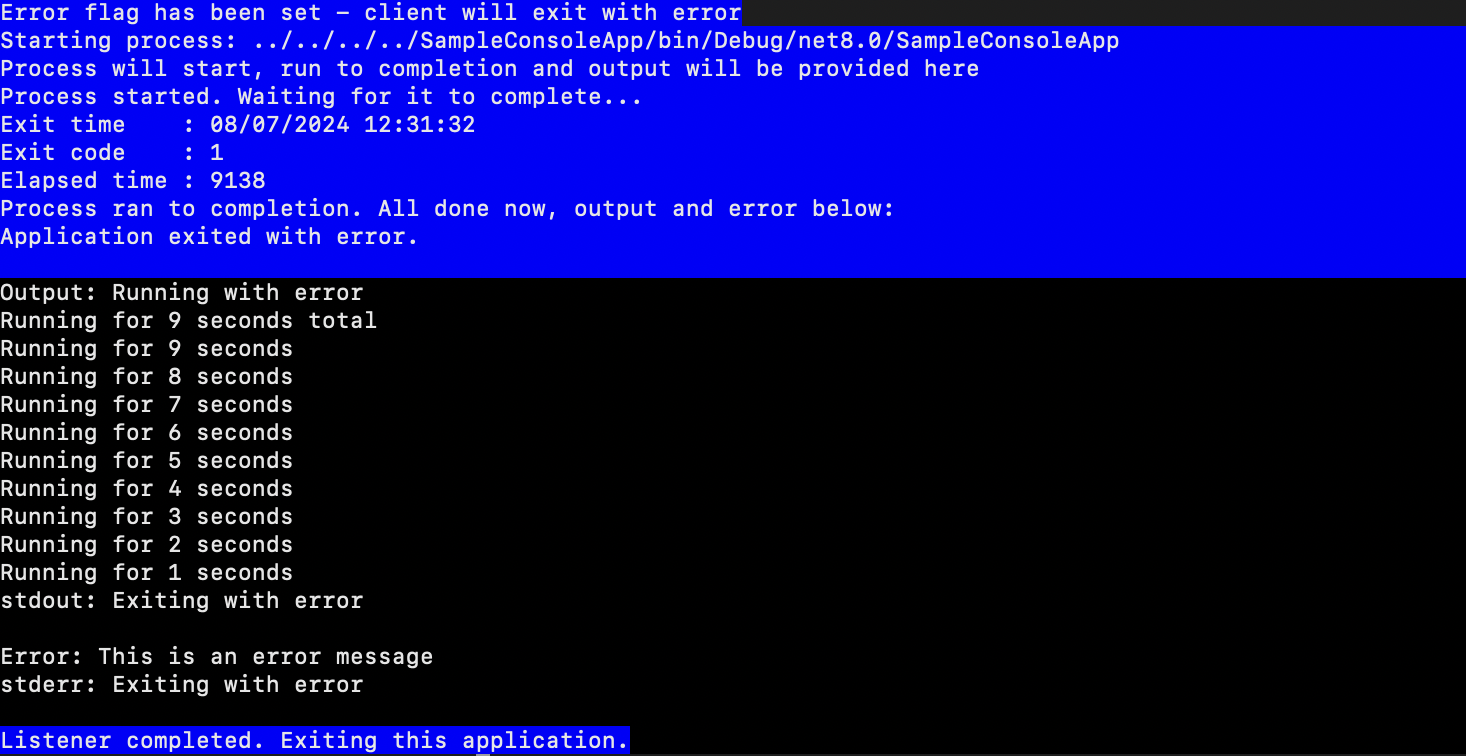 Error flag has been set – client will exit with error
Starting process: ../../../../SampleConsoleApp/bin/Debug/net8.0/SampleConsoleApp
Process will start, run to completion and output will be provided here
Process started. Waiting for it to complete...
Exit time    : 08/07/2024 12:31:32
Exit code    : 1
Elapsed time : 9138
Process ran to completion. All done now, output and error below:
Application exited with error.
Output: Running with error
Running for 9 seconds total
Running for 9 seconds
Running for 8 seconds
Running for 7 seconds
Running for 6 seconds
Running for 5 seconds
Running for 4 seconds
Running for 3 seconds
Running for 2 seconds
Running for 1 seconds
stdout: Exiting with error
Error: This is an error message
stderr: Exiting with error
Listener completed. Exiting this application.